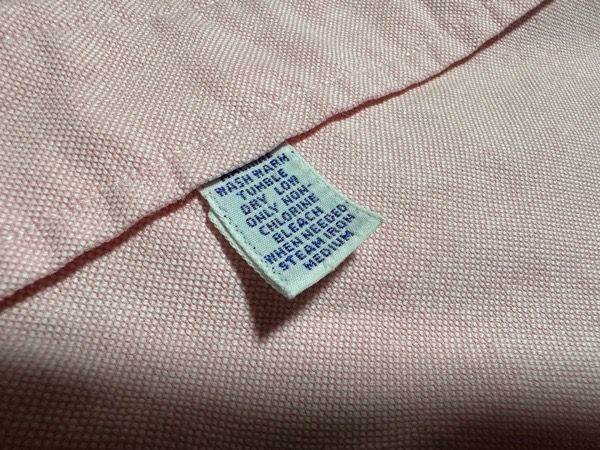 WASH WARM
TUMBLE
DRY LOW
ONLY NON-
CHLORINE
BLEACH
WHEN NEEDED
STEAM IRON
MEDIUM